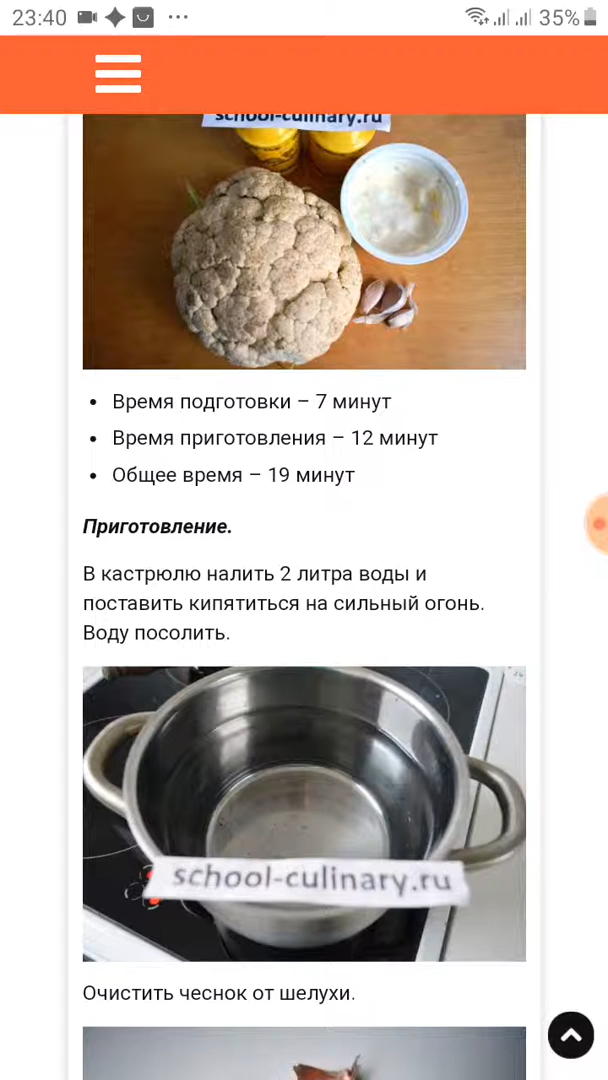 23:40
35%
school-culinary.ru
• Время подготовки – 7 минут
• Время приготовления – 12 минут
• Общее время – 19 минут
Приготовление.
В кастрюлю налить 2 литра воды и
поставить кипятиться на сильный огонь.
Воду посолить.
school-culinary.ru
Очистить чеснок от шелухи.